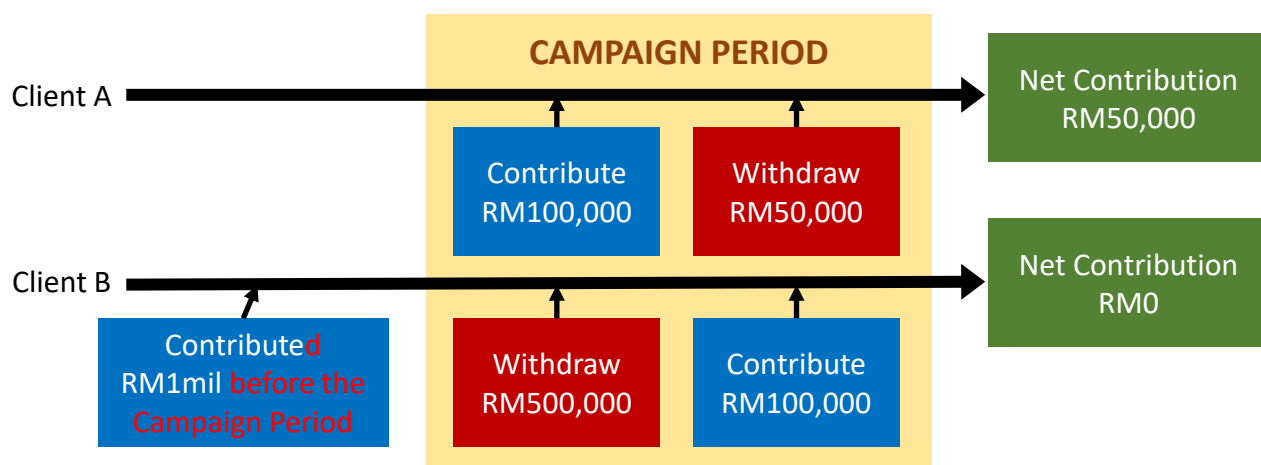 CAMPAIGN PERIOD
Client A
Net Contribution
RM50,000
Contribute
RM100,000
Withdraw
RM50,000
Client B
Net Contribution
RM0
Contributed
RM1mil before the
Campaign Period
Withdraw
RM500,000
Contribute
RM100,000